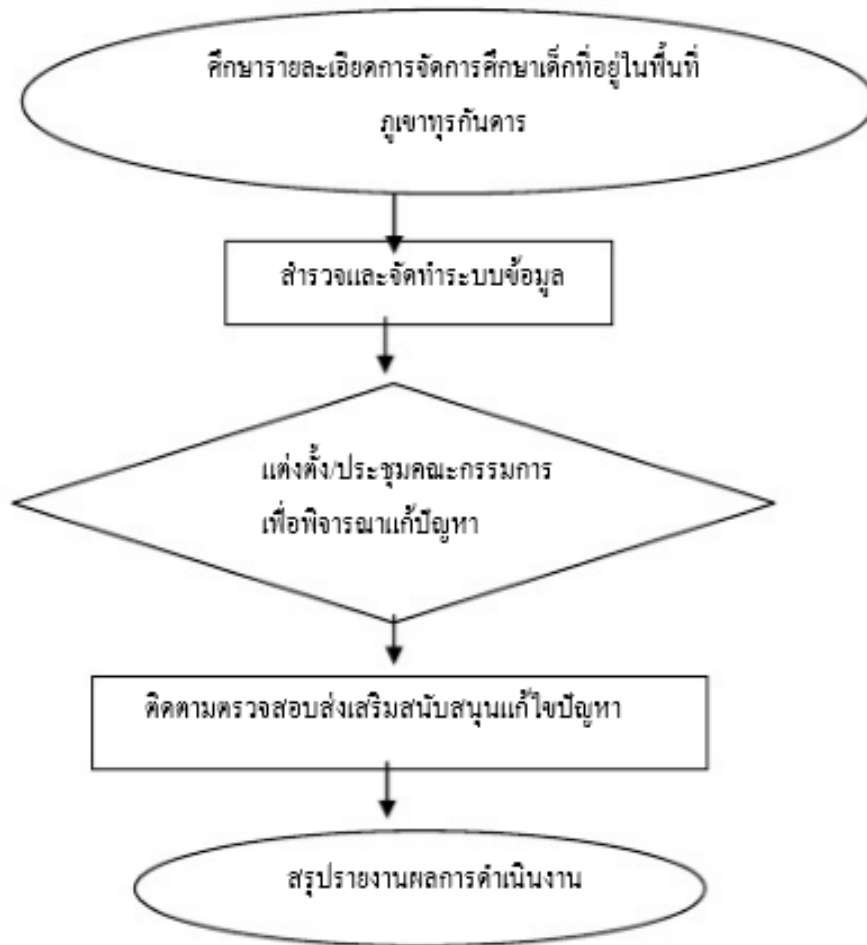 ศึกษารายละเอียดการจัดการศึกษาเด็กที่อยู่ในพื้นที่
ภูเขาทุรกันดาร
สำรวจและจัดทำระบบข้อมูล
แต่งตั้ง/ประชุมคณะกรรมการ
เพื่อพิจารณาแก้ปัญหา
ติดตามตรวจสอบส่งเสริมสนับสนุนแก้ไขปัญหา
สรุปรายงานผลการดำเนินงาน